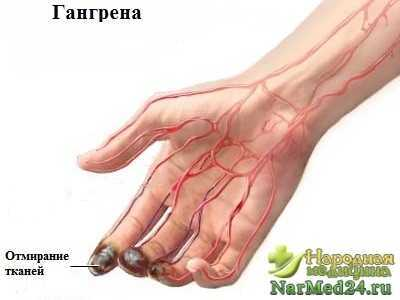 Гангрена
Отмирание
тканей
Народная
медицина
NarMed24.ru